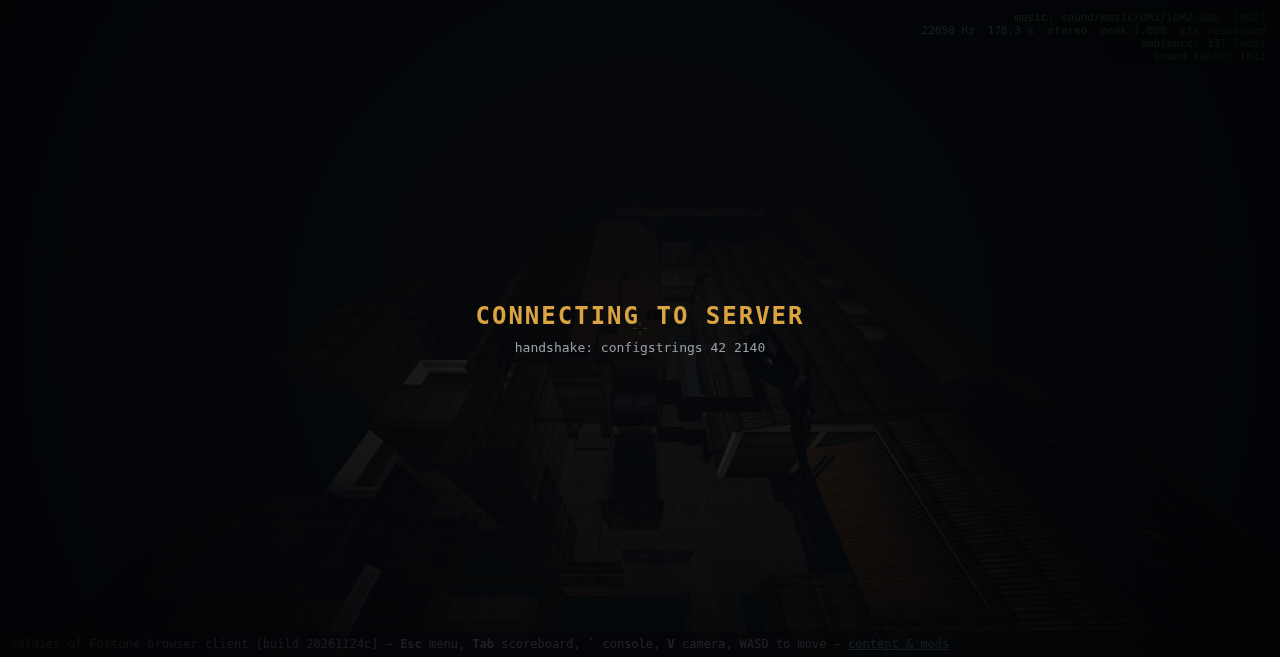 music: sound/music/DM2/lDM2.adp [dm2]
22050 Hz 178.3 s stereo peak 1.000 ctx suspended
ambience: 337 loops
sound table: 1013
CONNECTING TO SERVER
handshake: configstrings 42 2140
Soldier of Fortune browser client [build 20261124c] — Esc menu, Tab scoreboard, ` console, V camera, WASD to move — content & mods